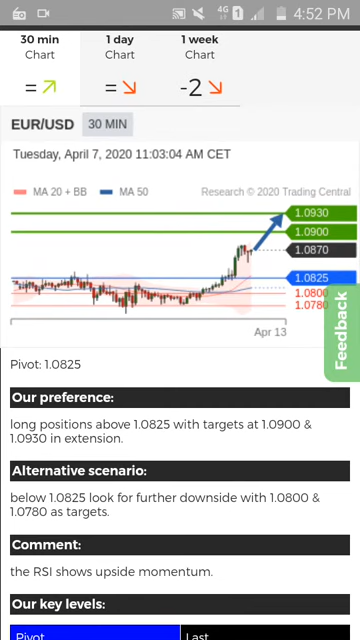 4G
1
4:52 PM
30 min
Chart
1 day
Chart
1 week
Chart
=
=
-2
EUR/USD 30 MIN
Tuesday, April 7, 2020 11:03:04 AM CET
MA 20 + BB MA 50 Research © 2020 Trading Central
1.0930
1.0900
1.0870
1.0825
1.0800
1.0780
Apr 13
Feedback
Pivot: 1.0825
Our preference:
long positions above 1.0825 with targets at 1.0900 &
1.0930 in extension.
Alternative scenario:
below 1.0825 look for further downside with 1.0800 &
1.0780 as targets.
Comment:
the RSI shows upside momentum.
Our key levels:
Pivot Last